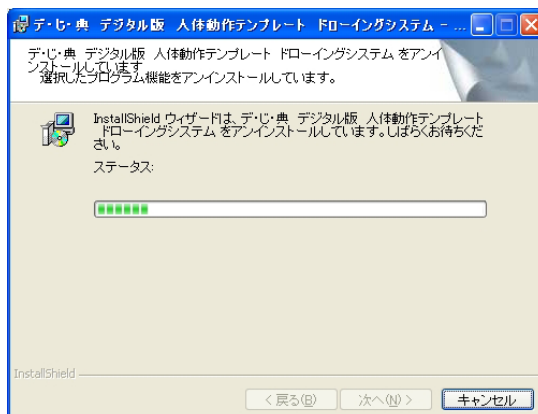 デ・じ・典 デジタル版 人体動作テンプレート ドローイングシステム - ...
デ・じ・典 デジタル版 人体動作テンプレート ドローイングシステム をアンイ
ンストールしています
選択したプログラム機能をアンインストールしています。
InstallShield ウィザードは、デ・じ・典 デジタル版 人体動作テンプレート
ドローイングシステム をアンインストールしています。しばらくお待ちくだ
さい。
ステータス:
InstallShield
< 戻る(B)
次へ(N) >
キャンセル